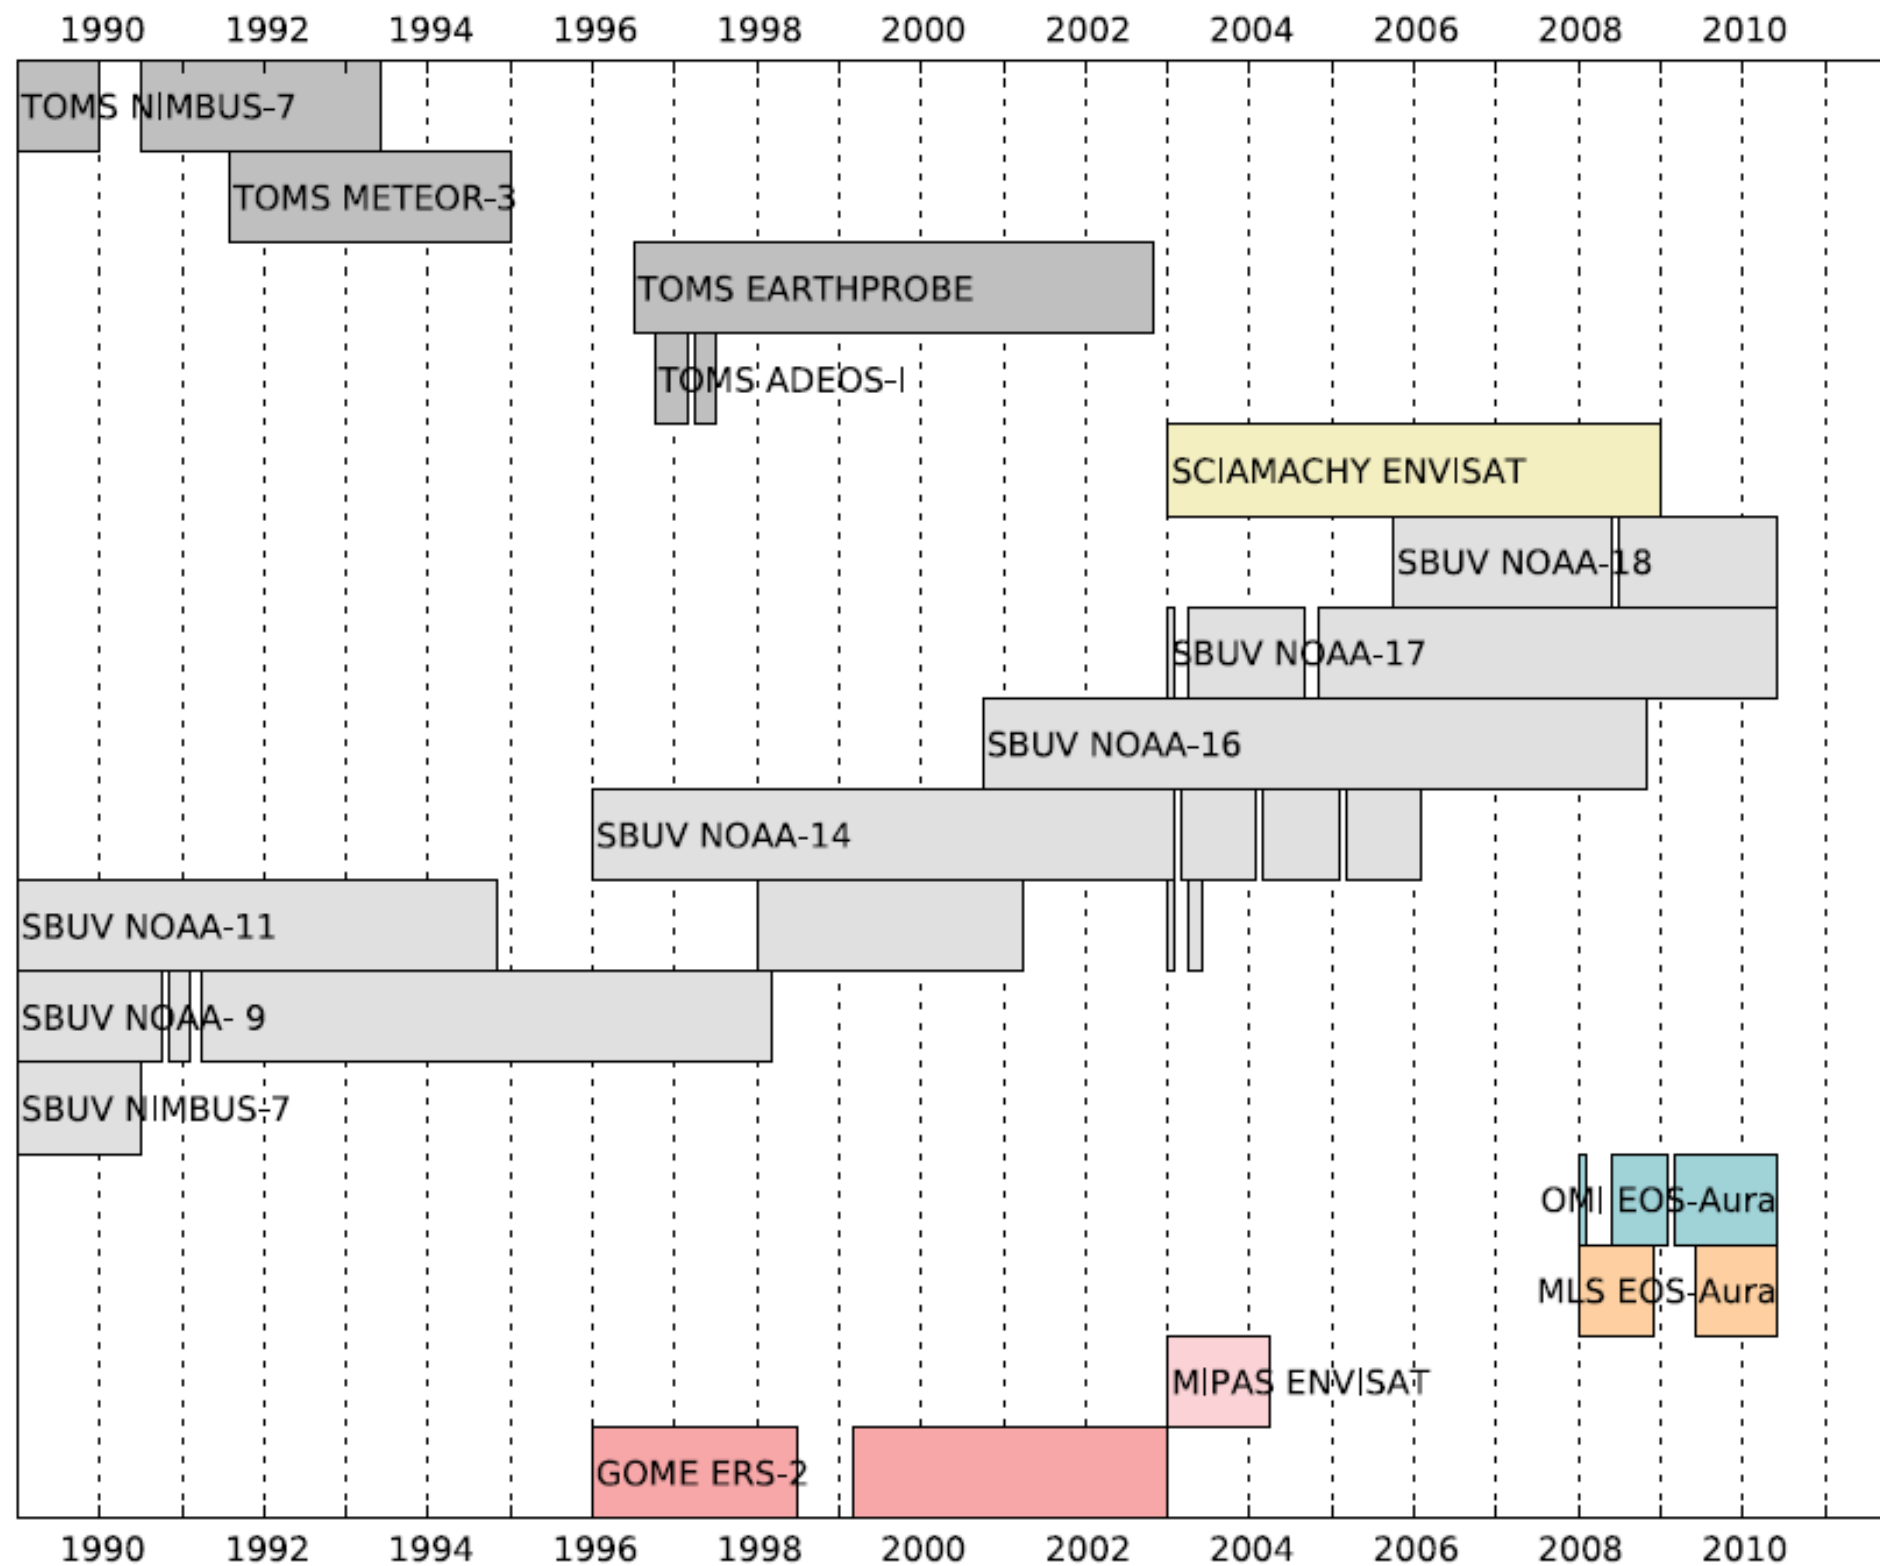 1990 1992 1994 1996 1998 2000 2002 2004 2006 2008 2010
TOMS NIMBUS-7
TOMS METEOR-3
TOMS EARTHPROBE
TOMS ADEOS-I
SCIAMACHY ENVISAT
SBUV NOAA-18
SBUV NOAA-17
SBUV NOAA-16
SBUV NOAA-14
SBUV NOAA-11
SBUV NOAA- 9
SBUV NIMBUS-7
OMI EOS-Aura
MLS EOS-Aura
MIPAS ENVISAT
GOME ERS-2
1990 1992 1994 1996 1998 2000 2002 2004 2006 2008 2010